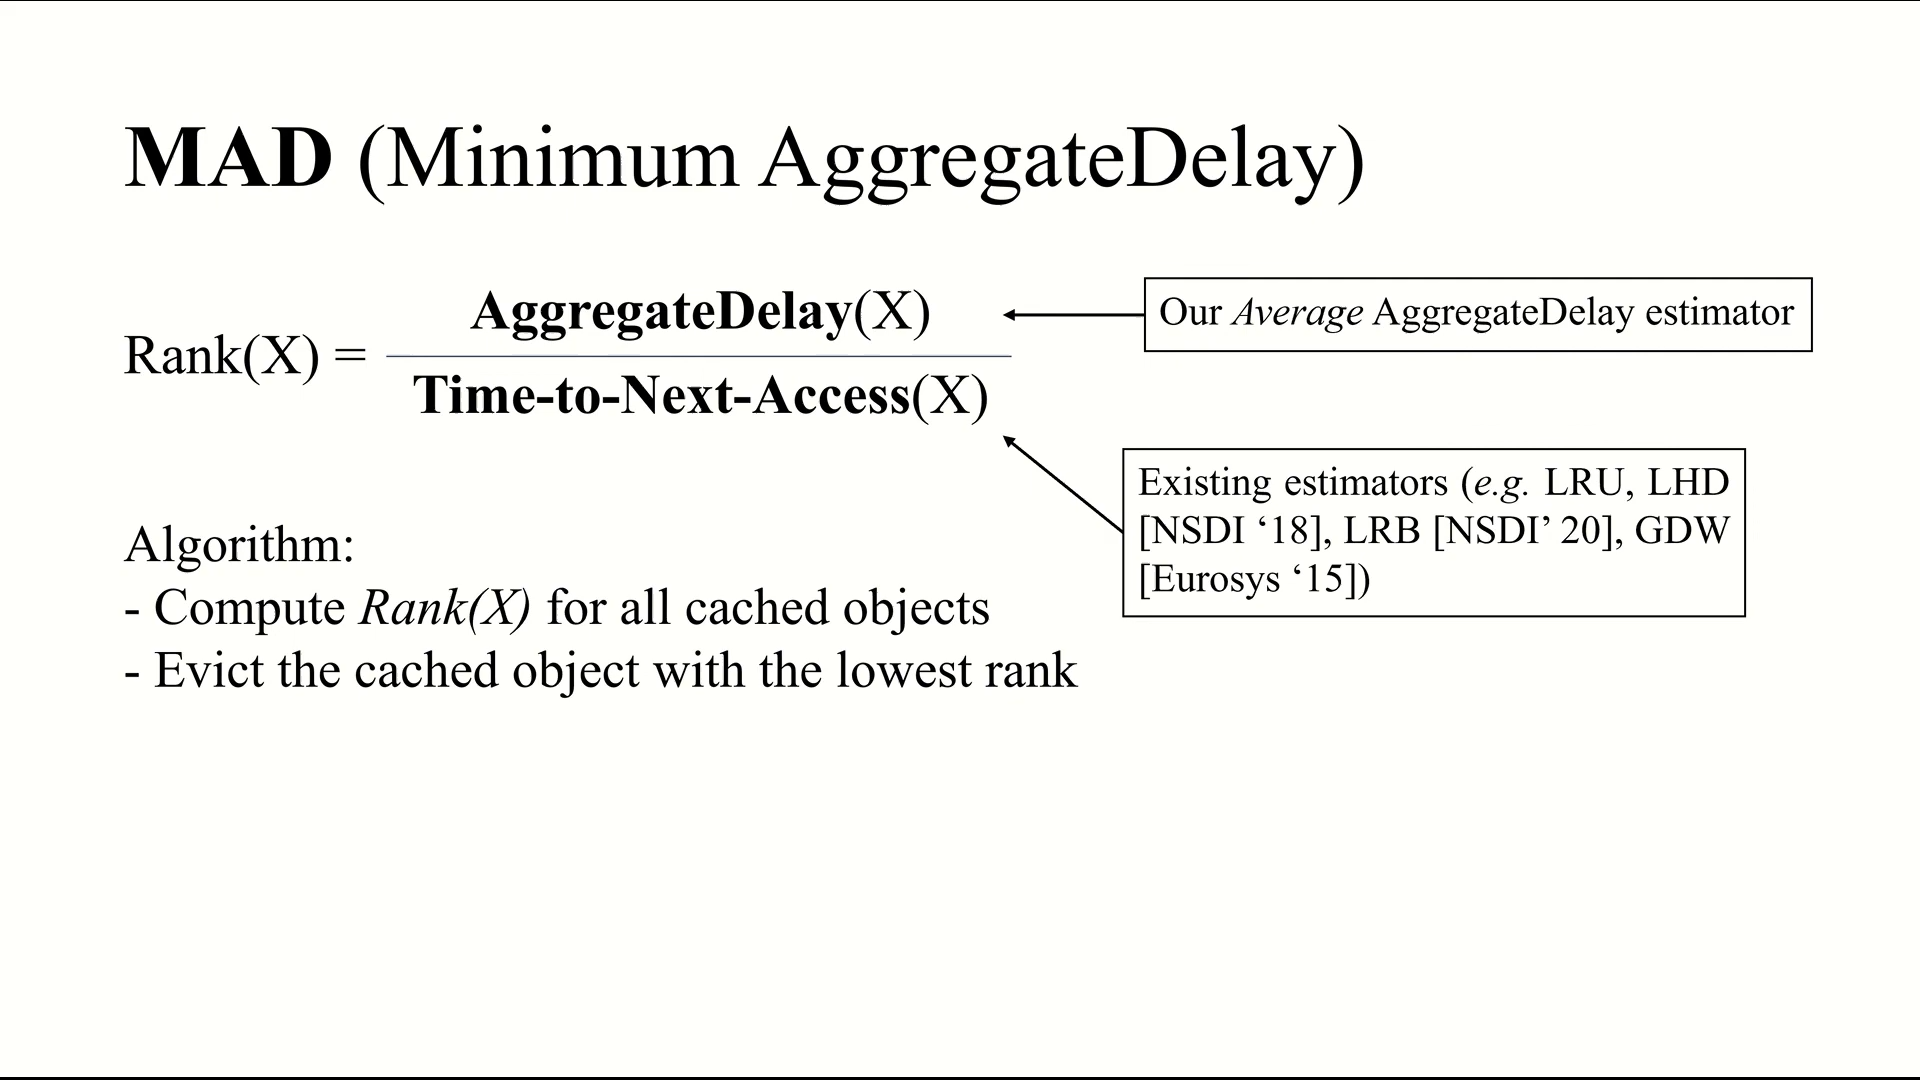 MAD (Minimum AggregateDelay)
Rank(X) =
AggregateDelay(X)
Time-to-Next-Access(X)
Our Average AggregateDelay estimator
Existing estimators (e.g. LRU, LHD
[NSDI ‘18], LRB [NSDI’ 20], GDW
[Eurosys ‘15])
Algorithm:
- Compute Rank(X) for all cached objects
- Evict the cached object with the lowest rank